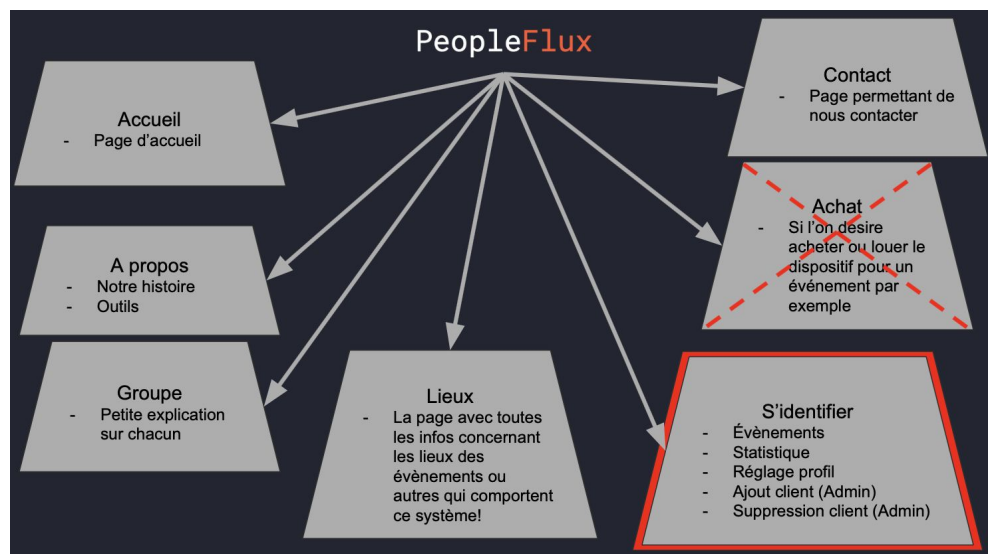 PeopleFlux
Accueil
- Page d'accueil
A propos
- Notre histoire
- Outils
Groupe
- Petite explication
sur chacun
Lieux
- La page avec toutes
les infos concernant
les lieux des
évènements ou
autres qui comportent
ce système!
Contact
- Page permettant de
nous contacter
Achat
- Si l'on désire
acheter ou louer le
dispositif pour un
événement par
exemple
S'identifier
- Évènements
- Statistique
- Réglage profil
- Ajout client (Admin)
- Suppression client (Admin)